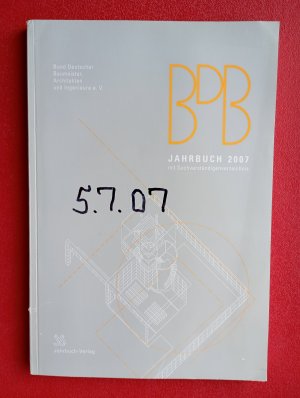 Bund Deutscher
Baumeister,
Architekten
und Ingenieure e. V.
BDB
JAHRBUCH 2007
mit Sachverständigenverzeichnis
5.7.07
Jahrbuch-Verlag